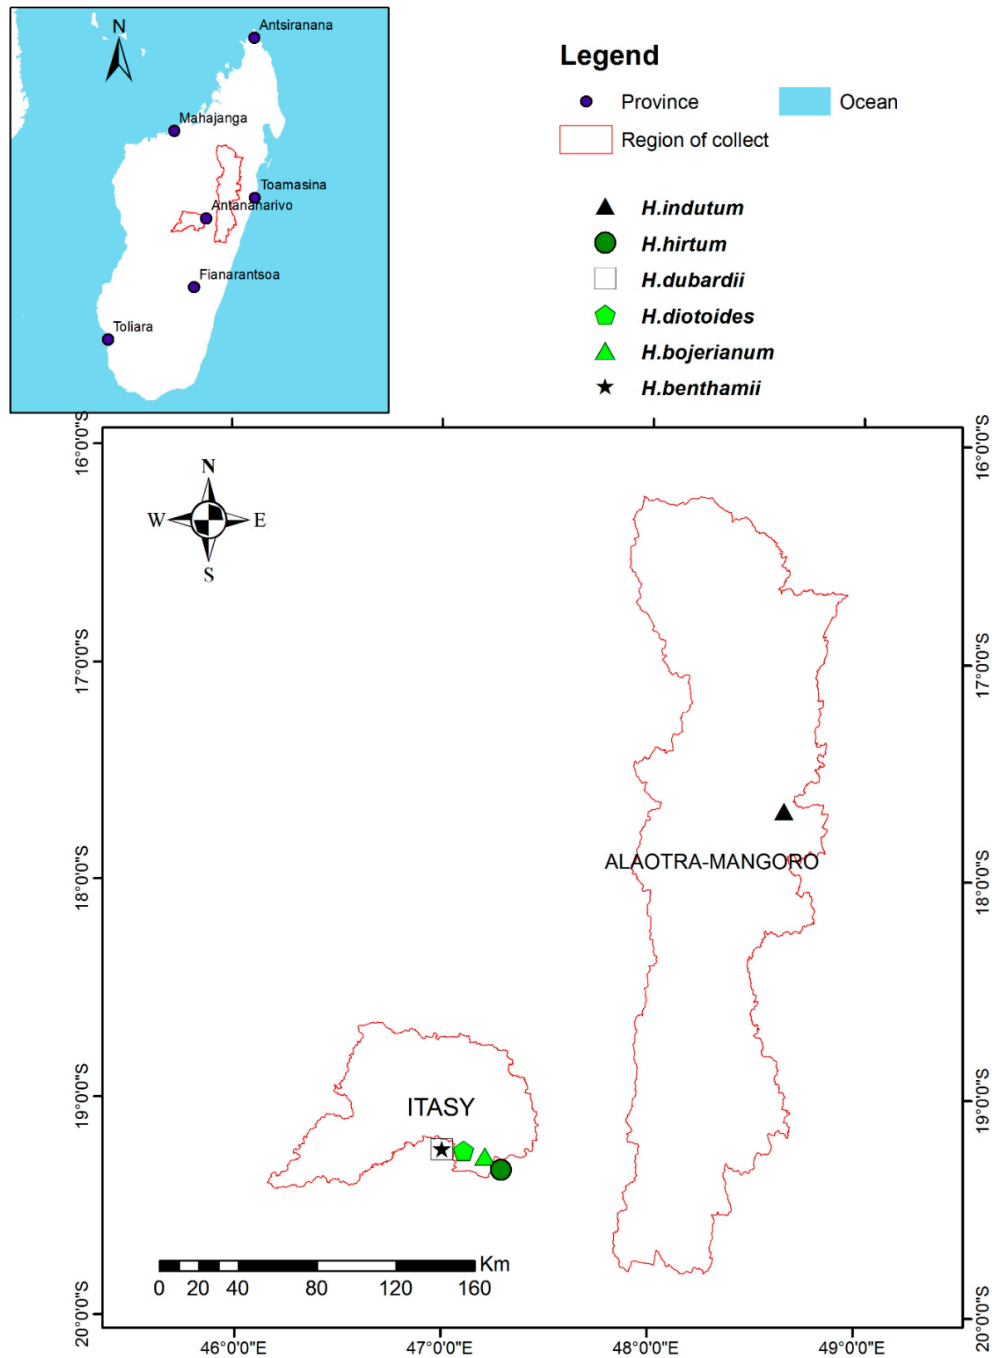 N
Antsiranana
Mahajanga
Toamasina
Antananarivo
Fianarantsoa
Toliara
Legend
Province
Ocean
Region of collect
H.indutum
H.hirtum
H.dubardii
H.diotoides
H.bojerianum
H.benthamii
16°0'0"S
16°0'0"S
N
W
E
S
17°0'0"S
17°0'0"S
ALAOTRA-MANGORO
18°0'0"S
18°0'0"S
19°0'0"S
19°0'0"S
ITASY
Km
0 20 40 80 120 160
20°0'0"S
20°0'0"S
46°0'0"E 47°0'0"E 48°0'0"E 49°0'0"E